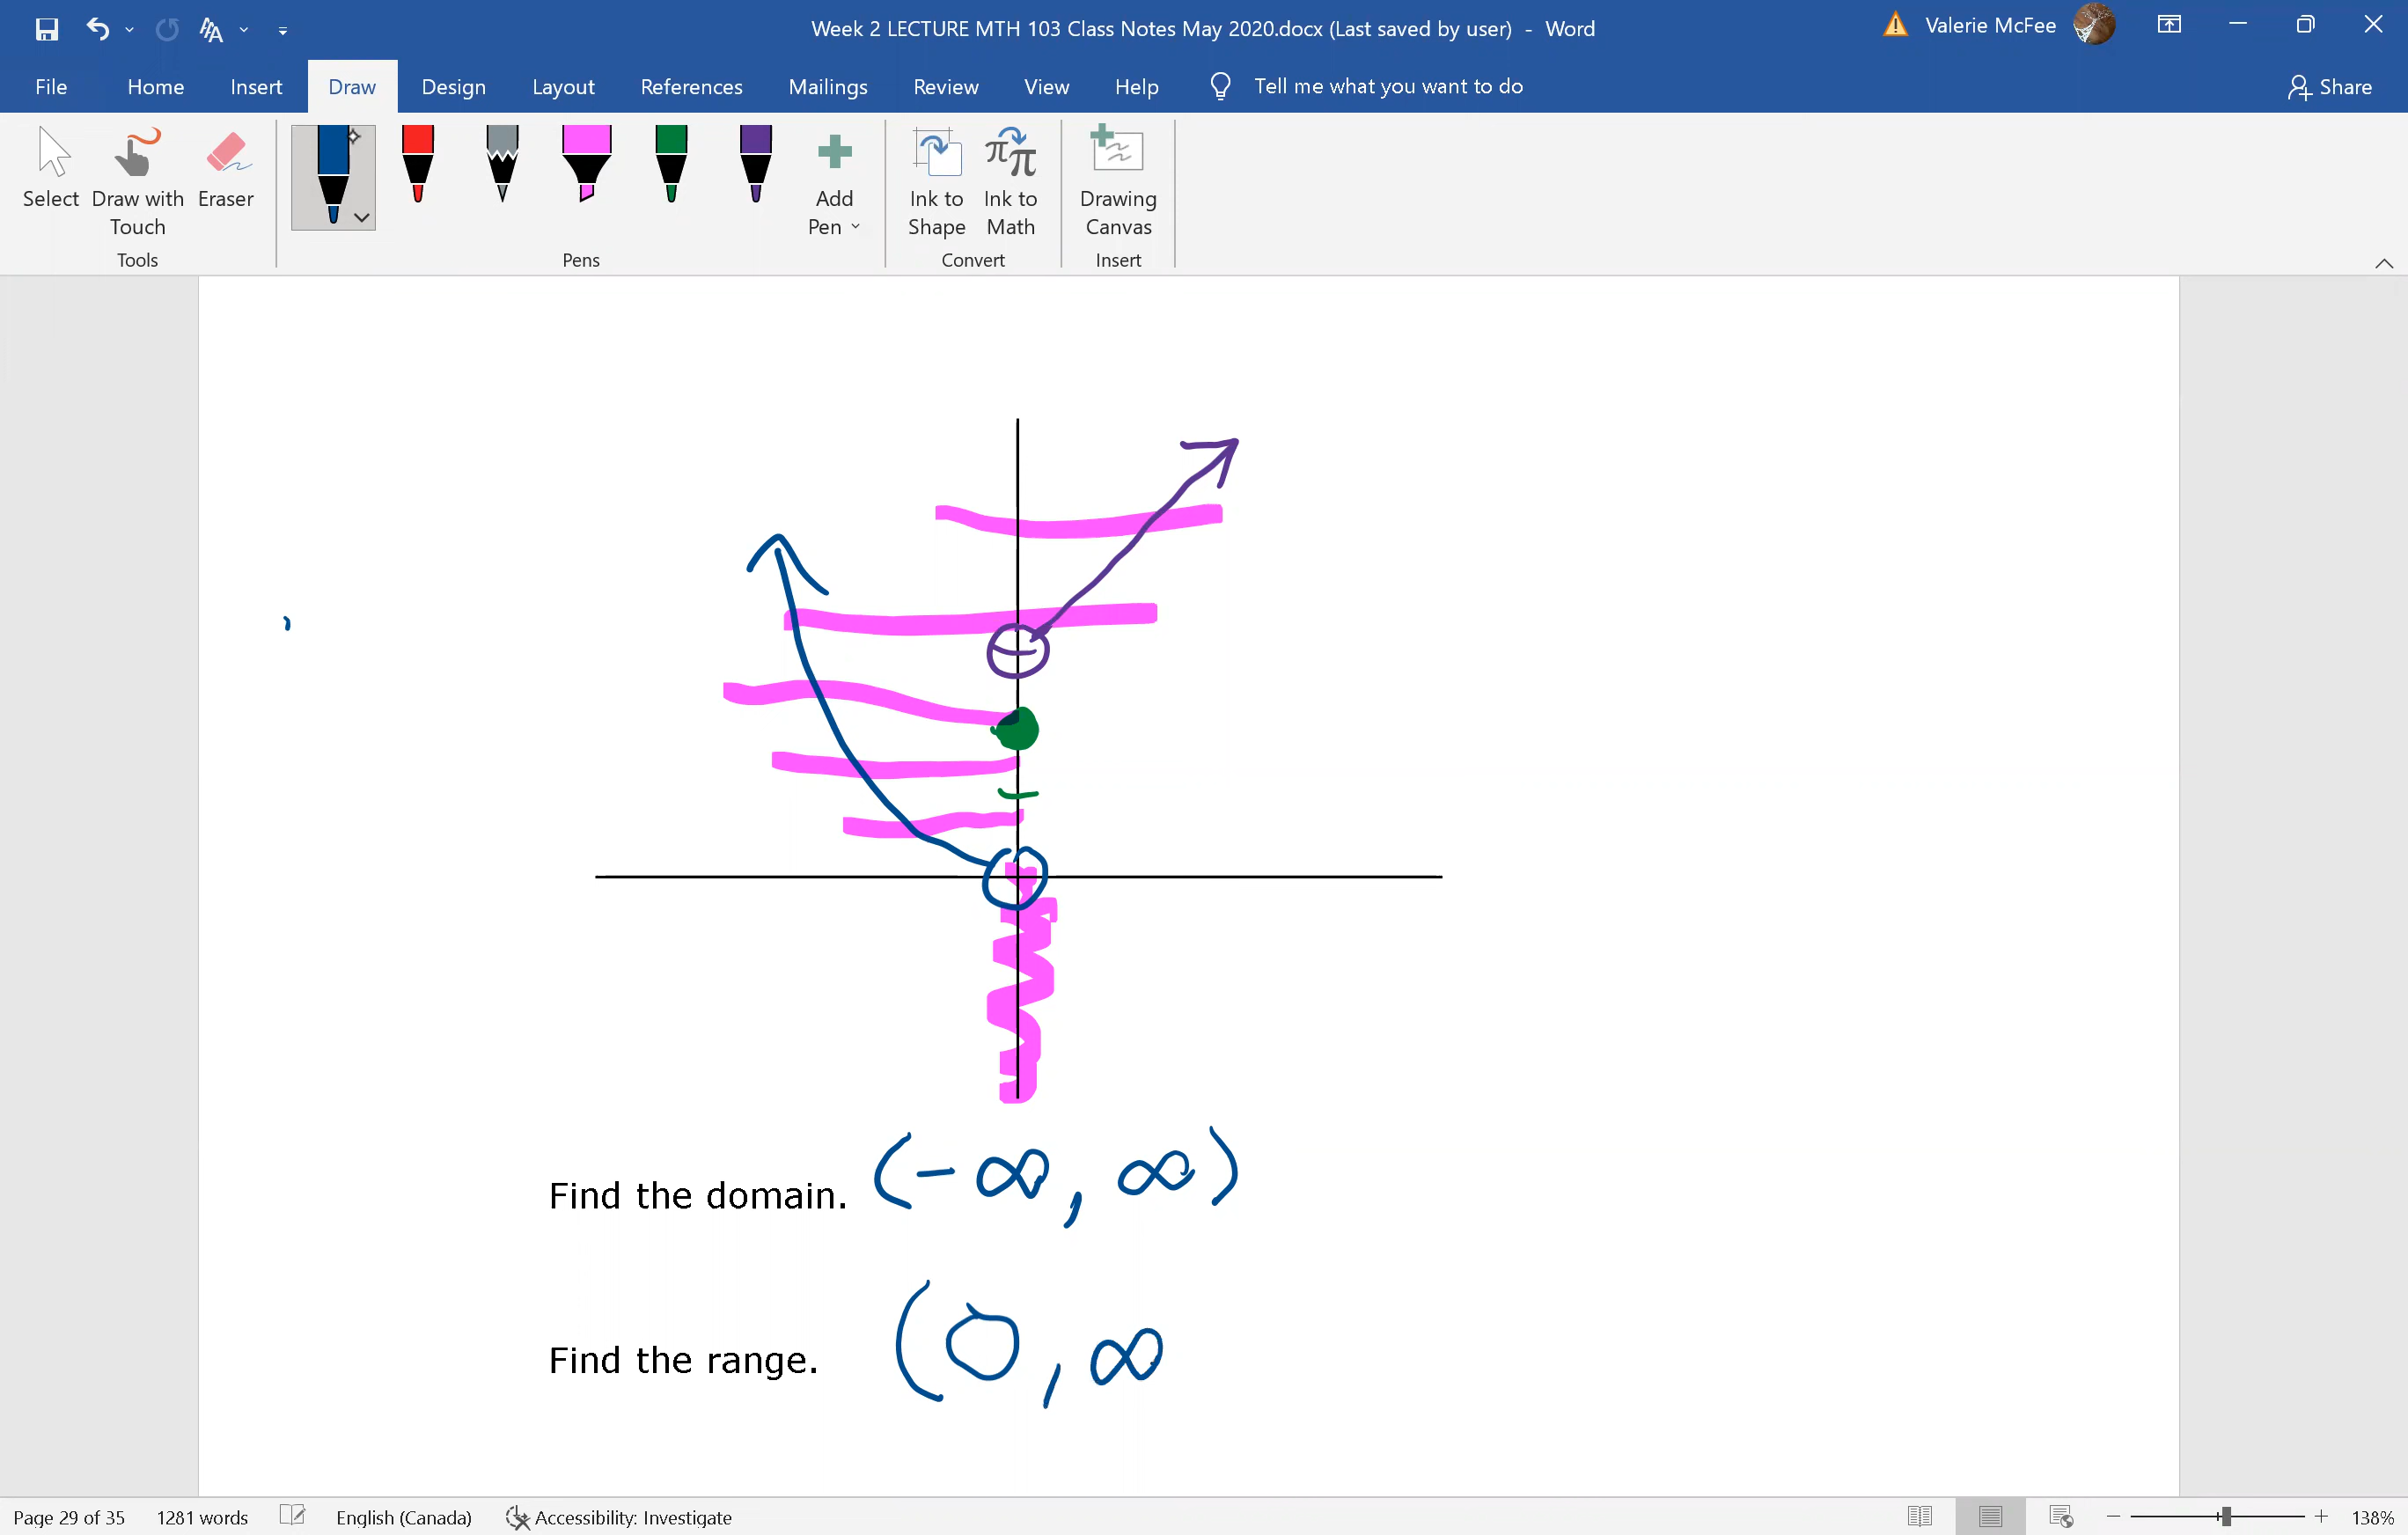 Week 2 LECTURE MTH 103 Class Notes May 2020.docx (Last saved by user) - Word
Valerie McFee
File Home Insert Draw Design Layout References Mailings Review View Help Tell me what you want to do Share
Select Draw with Touch Eraser Add Pen Ink to Shape Ink to Math Drawing Canvas
Tools Pens Convert Insert
Find the domain. (-∞, ∞)
Find the range. (0, ∞
Page 29 of 35 1281 words English (Canada) Accessibility: Investigate 138%